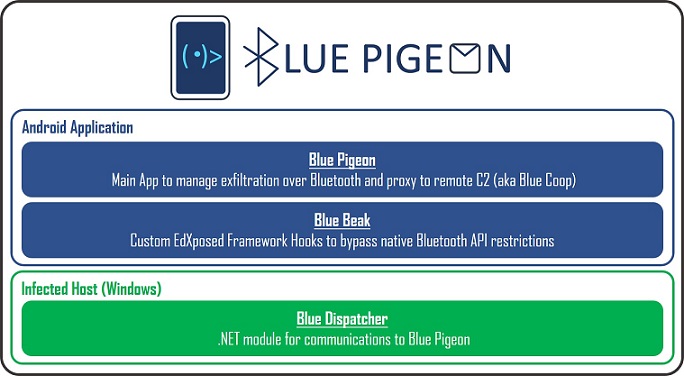 (•)> BLUE PIGEON
Android Application
Blue Pigeon
Main App to manage exfiltration over Bluetooth and proxy to remote C2 (aka Blue Coop)
Blue Beak
Custom EdXposed Framework Hooks to bypass native Bluetooth API restrictions
Infected Host (Windows)
Blue Dispatcher
.NET module for communications to Blue Pigeon